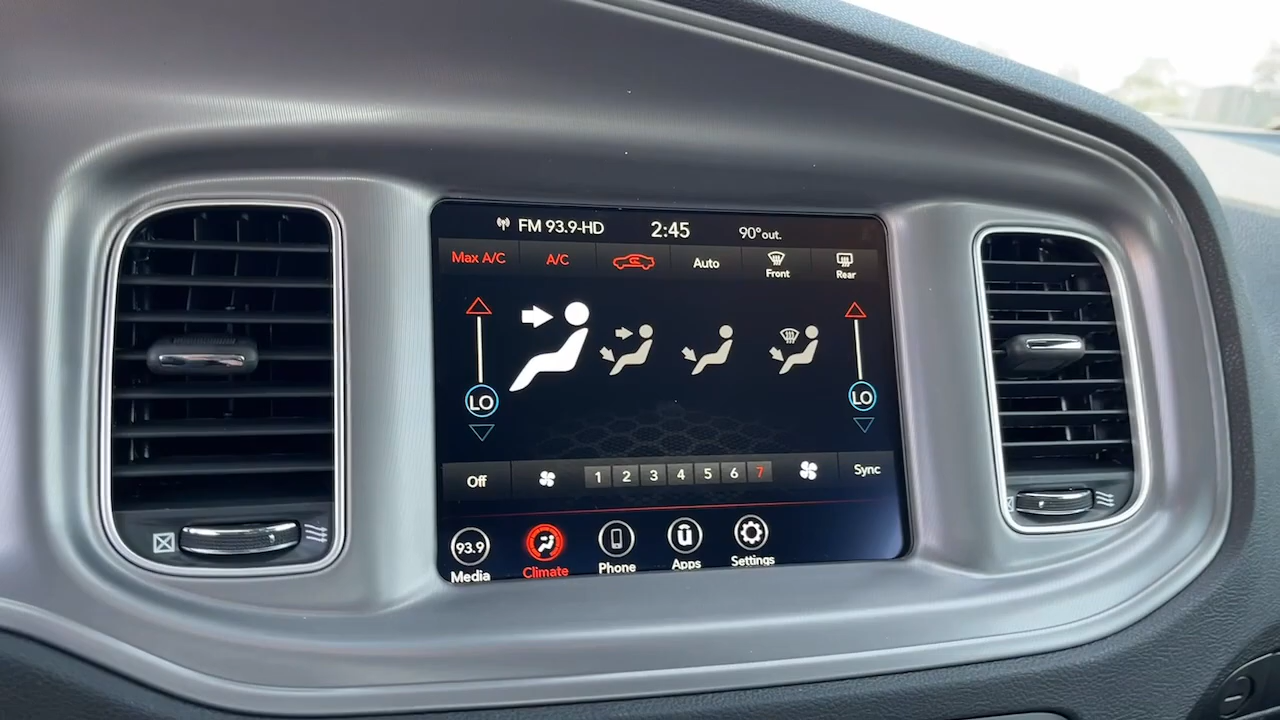 FM 93.9-HD 2:45 90°out.
Max A/C A/C Auto Front Rear
LO LO
Off 1 2 3 4 5 6 7 Sync
93.9
Media Climate Phone Apps Settings